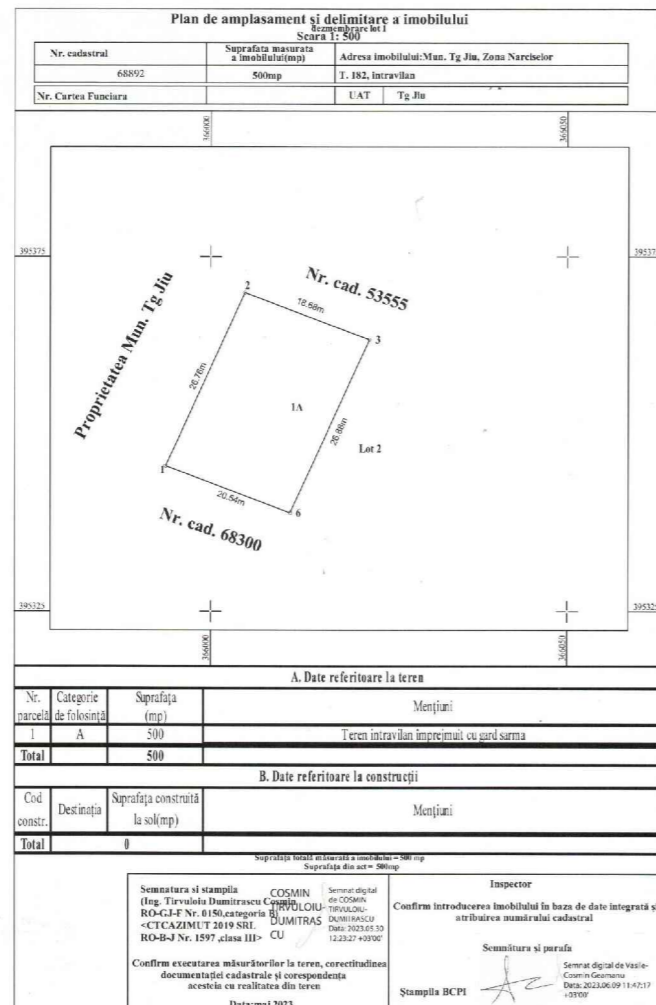 Plan de amplasament și delimitare a imobilului
dezmembrare lot 1
Scara 1: 500
Nr. cadastral
Suprafata masurata
a imobilului(mp)
Adresa imobilului:Mun. Tg Jiu, Zona Narciselor
68892
500mp
T. 182, intravilan
Nr. Cartea Funciara
UAT
Tg Jiu
366000
366050
395375
39537
Proprietatea Mun. Tg Jiu
2
18.58m
Nr. cad. 53555
3
26.76m
1A
26.88m
Lot 2
1
20.54m
6
Nr. cad. 68300
395325
395325
366000
366050
A. Date referitoare la teren
Nr.
parcelă
Categorie
de folosință
Suprafața
(mp)
Mențiuni
1
A
500
Teren intravilan imprejmuit cu gard sarma
Total
500
B. Date referitoare la construcții
Cod
constr.
Destinația
Suprafața construită
la sol(mp)
Mențiuni
Total
0
Suprafața totală măsurată a imobilului = 500 mp
Suprafața din act = 500mp
Semnatura si stampila
(Ing. Tirvuloiu Dumitrascu Cosmin
RO-GJ-F Nr. 0150,categoria B)
<CTCAZIMUT 2019 SRL
RO-B-J Nr. 1597 ,clasa III>
COSMIN
TIRVULOIU-
DUMITRAS
CU
Semnat digital
de COSMIN
TIRVULOIU-
DUMITRASCU
Data: 2023.05.30
12:23:27 +03'00'
Confirm executarea măsurătorilor la teren, corectitudinea
documentației cadastrale și corespondența
acesteia cu realitatea din teren
Data:mai 2023
Inspector
Confirm introducerea imobilului în baza de date integrată și
atribuirea numărului cadastral
Semnătura și parafa
Semnat digital de Vasile-
Cosmin Geamanu
Data: 2023.06.09 11:47:17
+03'00'
Ștampila BCPI